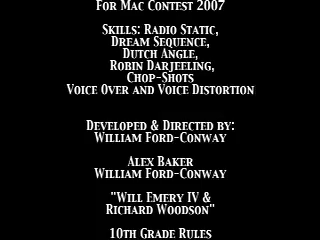 For Mac Contest 2007
Skills: Radio Static,
Dream Sequence,
Dutch Angle,
Robin Darjeeling,
Chop-Shots
Voice Over and Voice Distortion
Developed & Directed by:
William Ford-Conway
Alex Baker
William Ford-Conway
"Will Emery IV &
Richard Woodson"
10th Grade Rules